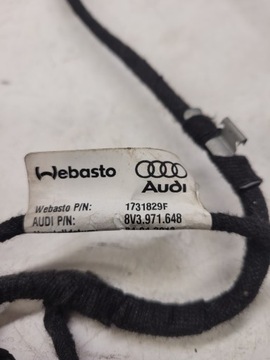 Webasto
Audi
Webasto P/N: 1731829F
AUDI P/N: 8V3.971.648